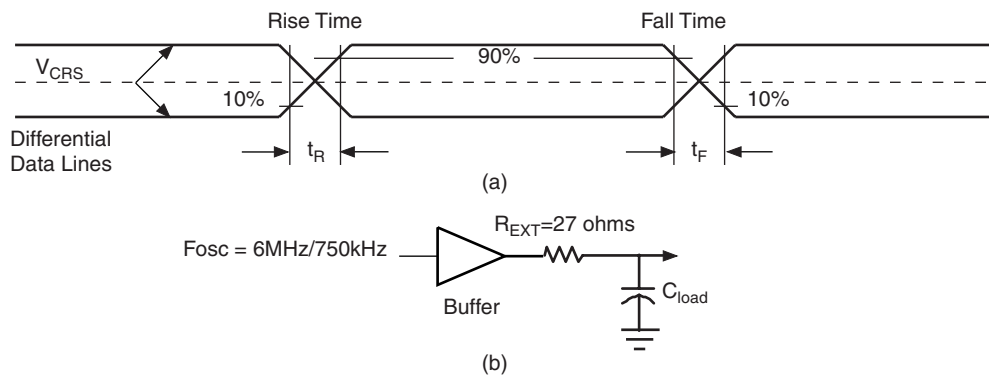 Rise Time Fall Time
V_CRS
90%
10% 10%
Differential
Data Lines
t_R t_F
(a)
R_EXT=27 ohms
Fosc = 6MHz/750kHz
C_load
Buffer
(b)